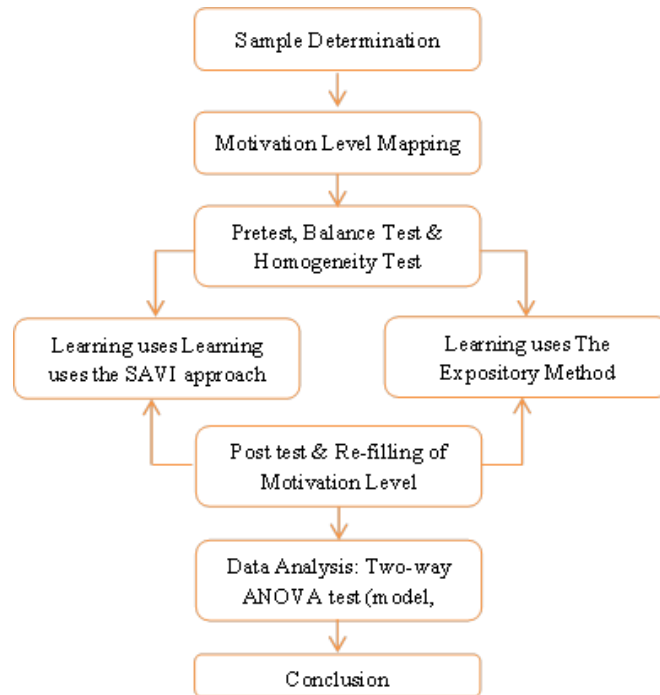 Sample Determination
Motivation Level Mapping
Pretest, Balance Test &
Homogeneity Test
Learning uses Learning
uses the SAVI approach
Learning uses The
Expository Method
Post test & Re-filling of
Motivation Level
Data Analysis: Two-way
ANOVA test (model,
Conclusion